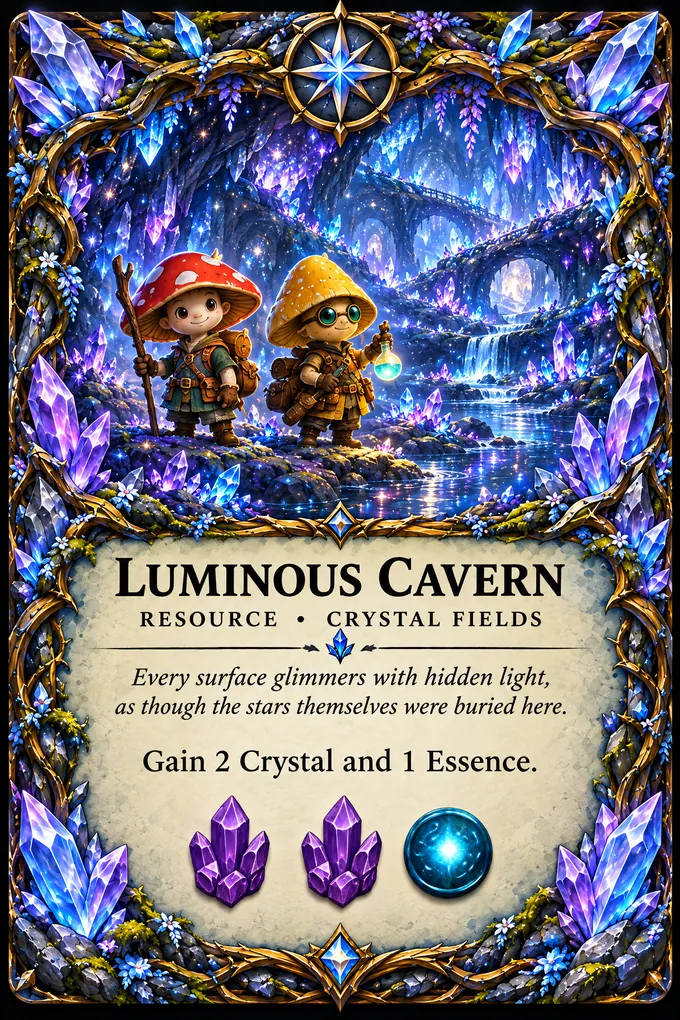 LUMINOUS CAVERN
RESOURCE • CRYSTAL FIELDS
Every surface glimmers with hidden light,
as though the stars themselves were buried here.
Gain 2 Crystal and 1 Essence.